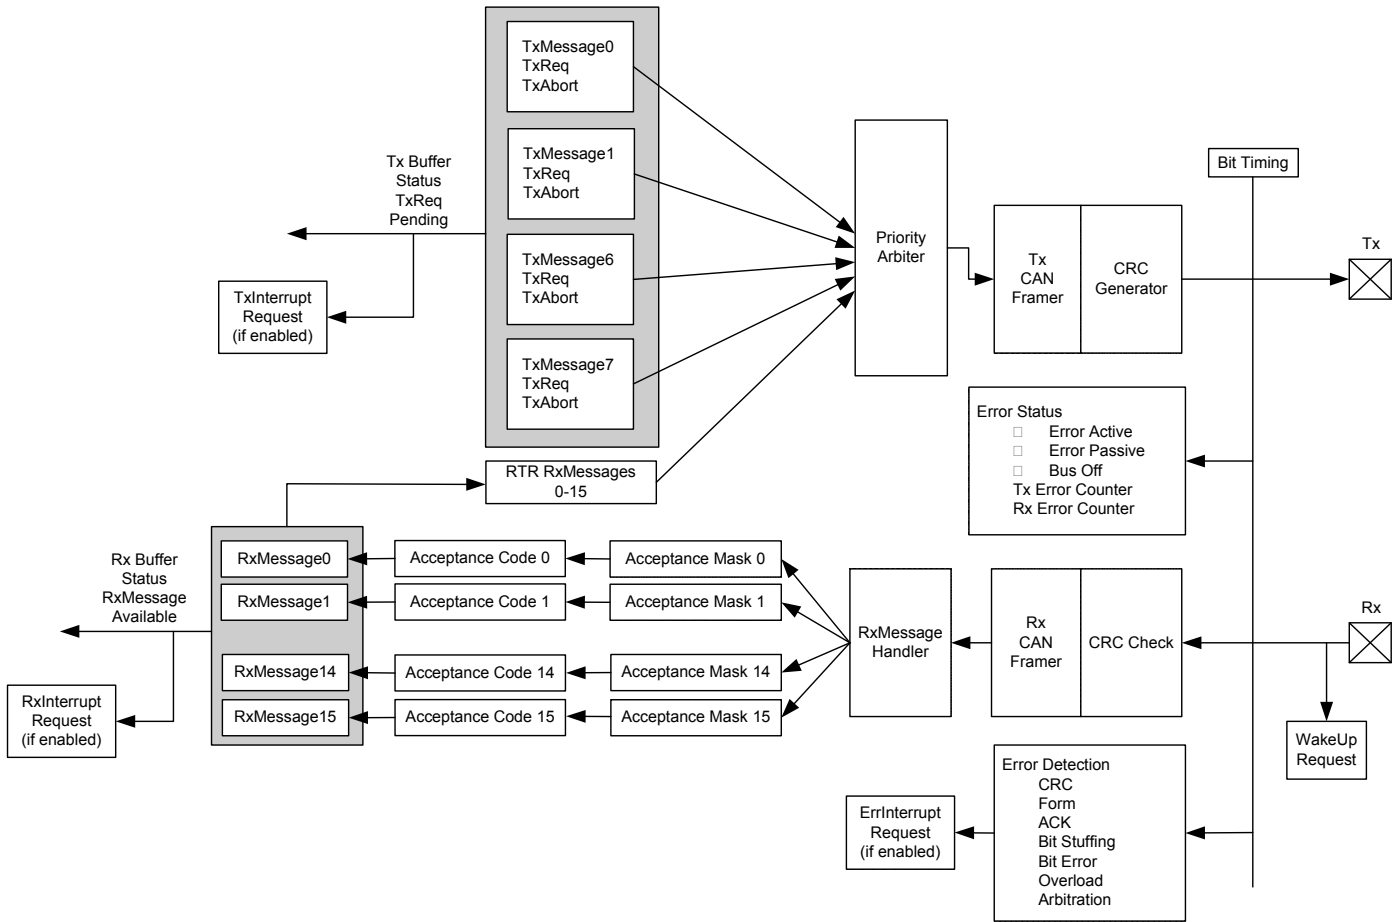 TxMessage0
TxReq
TxAbort
TxMessage1
TxReq
TxAbort
TxMessage6
TxReq
TxAbort
TxMessage7
TxReq
TxAbort
Tx Buffer
Status
TxReq
Pending
TxInterrupt
Request
(if enabled)
Priority
Arbiter
Tx
CAN
Framer
CRC
Generator
Bit Timing
Tx
Error Status
Error Active
Error Passive
Bus Off
Tx Error Counter
Rx Error Counter
RTR RxMessages
0-15
Rx Buffer
Status
RxMessage
Available
RxInterrupt
Request
(if enabled)
RxMessage0
Acceptance Code 0
Acceptance Mask 0
RxMessage1
Acceptance Code 1
Acceptance Mask 1
RxMessage14
Acceptance Code 14
Acceptance Mask 14
RxMessage15
Acceptance Code 15
Acceptance Mask 15
RxMessage
Handler
Rx
CAN
Framer
CRC Check
Rx
WakeUp
Request
ErrInterrupt
Request
(if enabled)
Error Detection
CRC
Form
ACK
Bit Stuffing
Bit Error
Overload
Arbitration